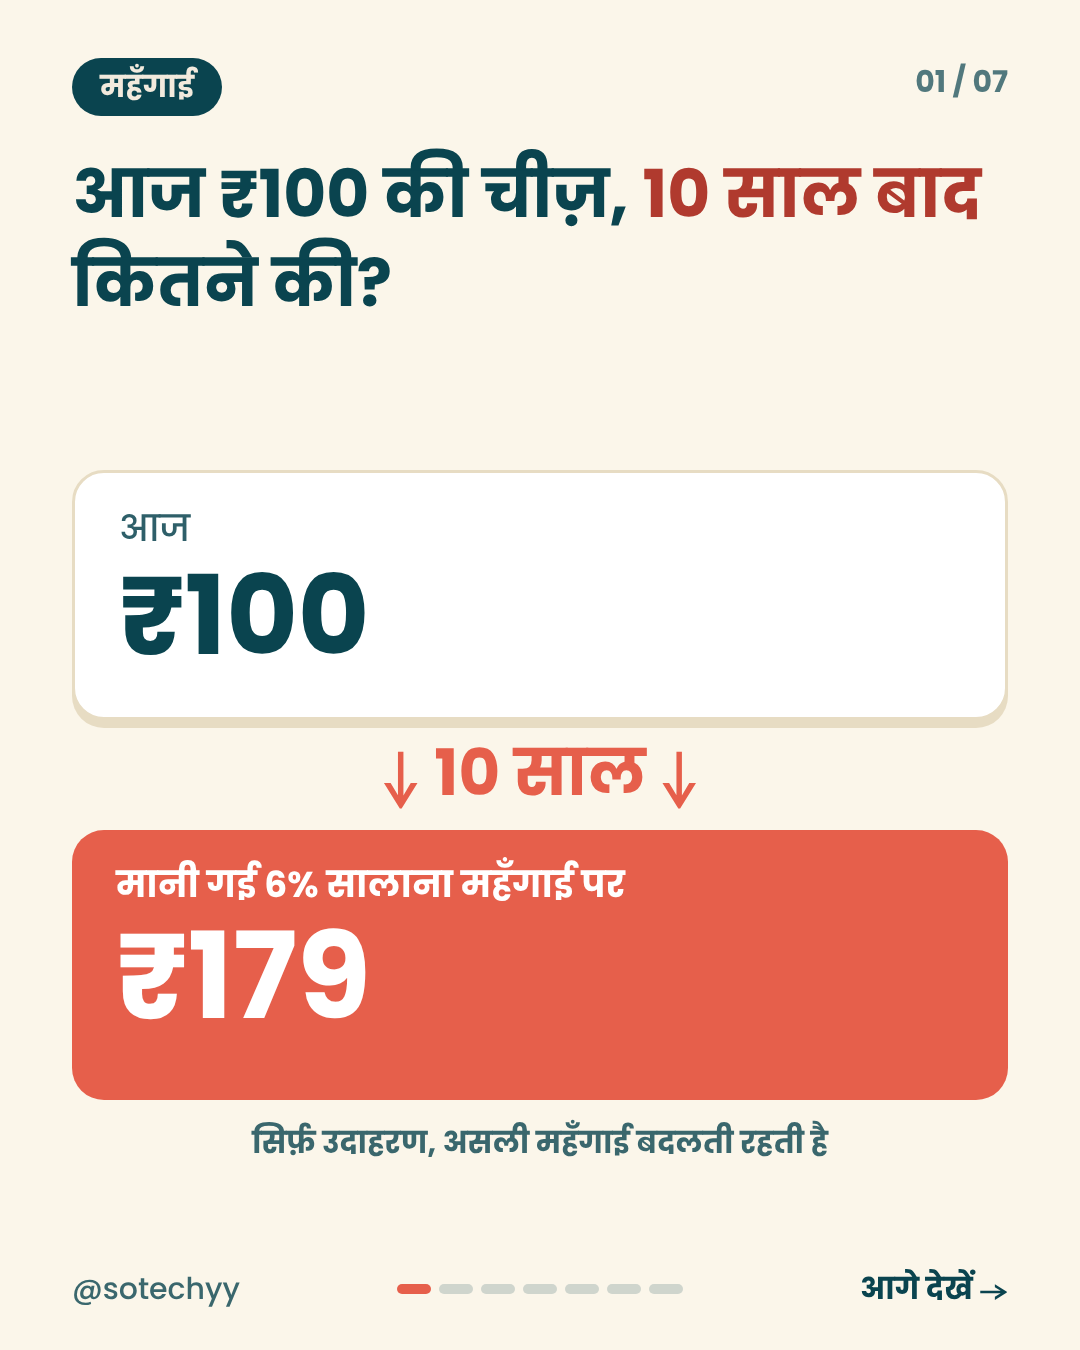 महँगाई
01 / 07
आज ₹100 की चीज़, 10 साल बाद
कितने की?
आज
₹100
↓ 10 साल ↓
मानी गई 6% सालाना महँगाई पर
₹179
सिर्फ़ उदाहरण, असली महँगाई बदलती रहती है
@sotechyy
आगे देखें →